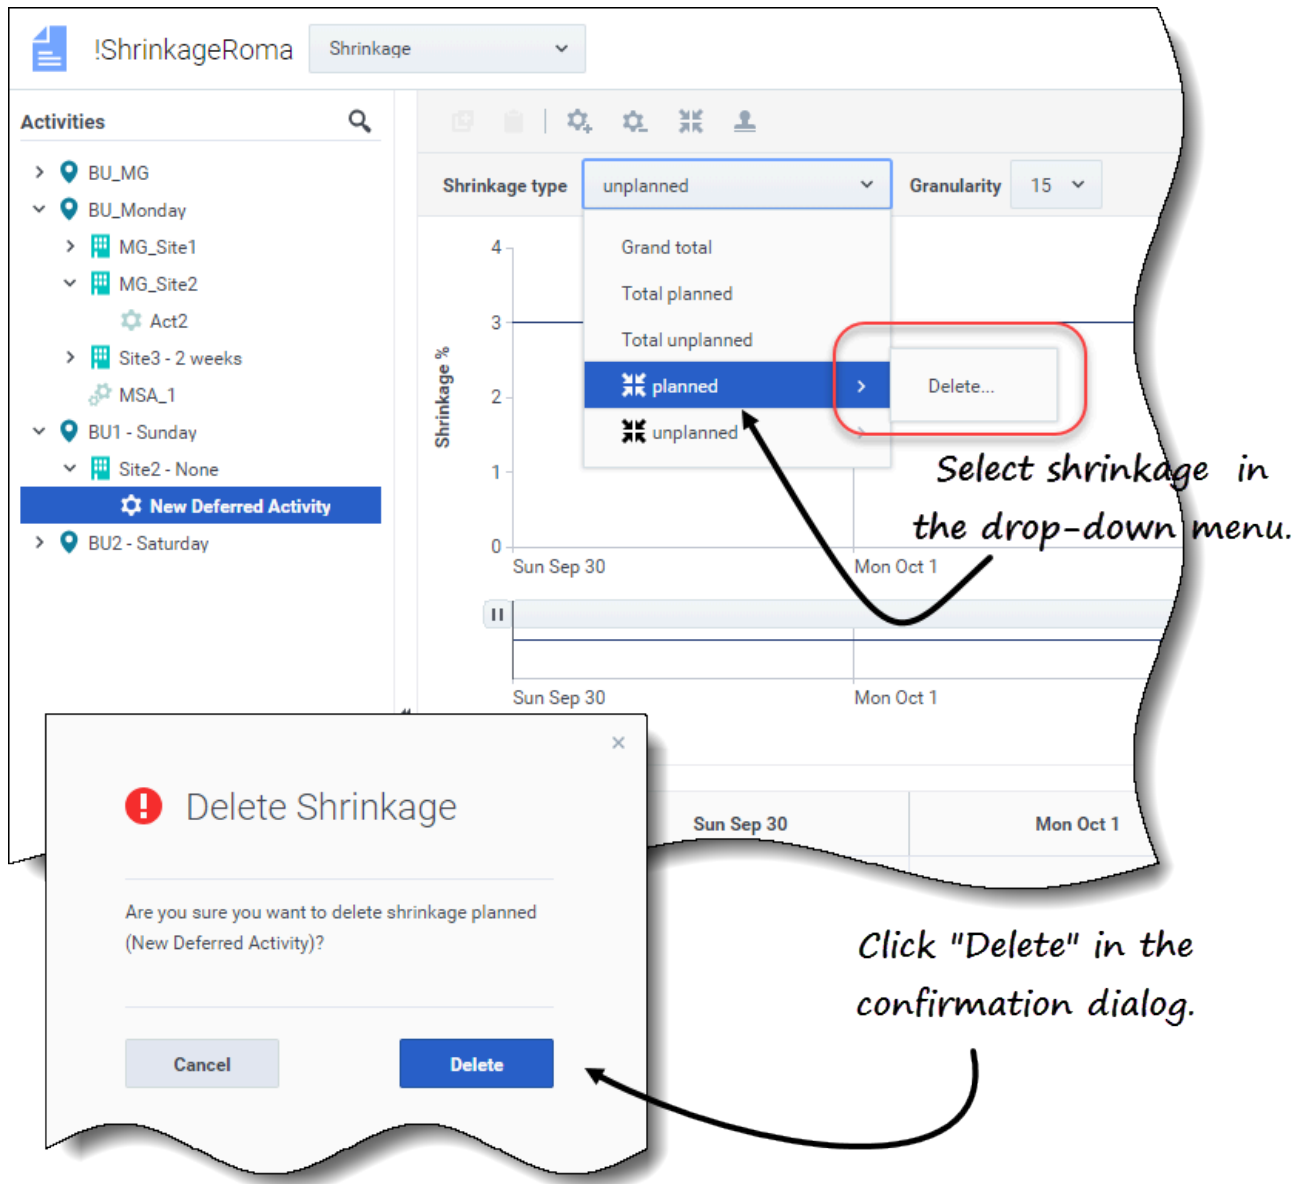 !ShrinkageRoma
Shrinkage
Activities
BU_MG
BU_Monday
MG_Site1
MG_Site2
Act2
Site3 - 2 weeks
MSA_1
BU1 - Sunday
Site2 - None
New Deferred Activity
BU2 - Saturday
Shrinkage type
unplanned
Granularity
15
Grand total
Total planned
Total unplanned
planned
unplanned
Delete...
Shrinkage %
4
3
2
1
0
Sun Sep 30
Mon Oct 1
Select shrinkage in
the drop-down menu.
Sun Sep 30
Mon Oct 1
Sun Sep 30
Mon Oct 1
Delete Shrinkage
Are you sure you want to delete shrinkage planned
(New Deferred Activity)?
Cancel
Delete
Click "Delete" in the
confirmation dialog.